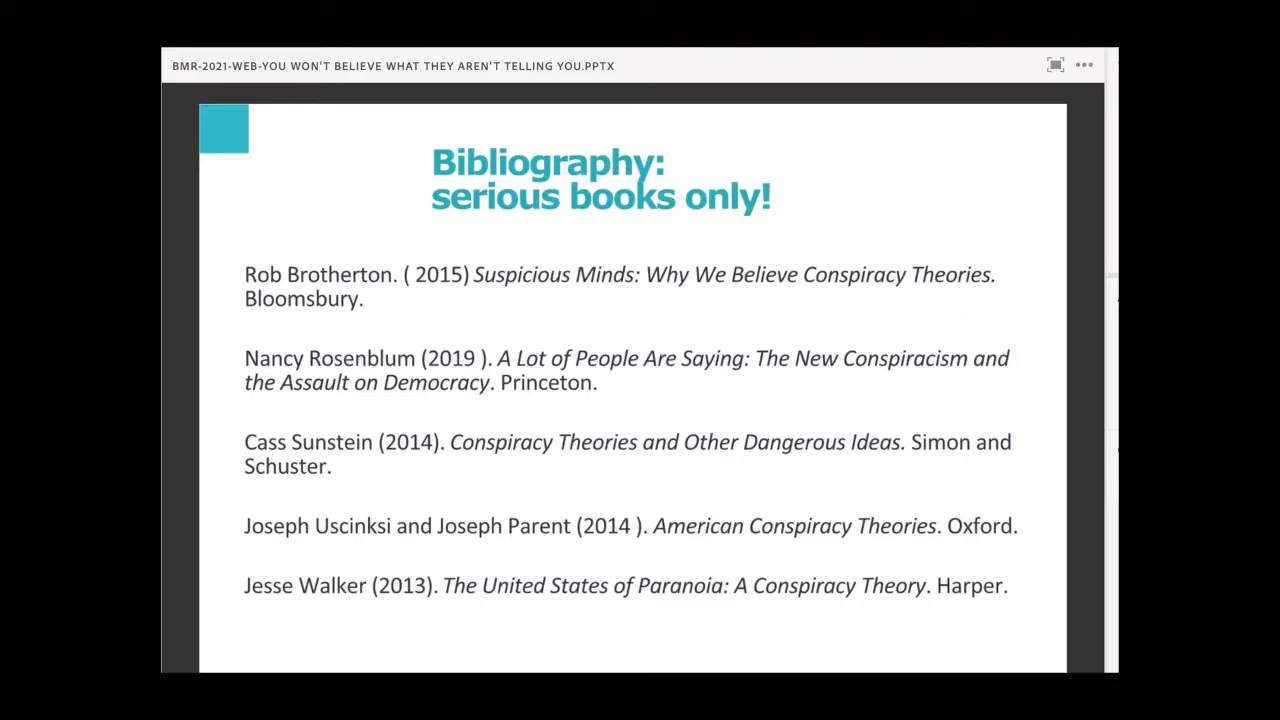 BMR-2021-WEB-YOU WON'T BELIEVE WHAT THEY AREN'T TELLING YOU.PPTX
Bibliography:
serious books only!
Rob Brotherton. ( 2015) Suspicious Minds: Why We Believe Conspiracy Theories.
Bloomsbury.
Nancy Rosenblum (2019 ). A Lot of People Are Saying: The New Conspiracism and
the Assault on Democracy. Princeton.
Cass Sunstein (2014). Conspiracy Theories and Other Dangerous Ideas. Simon and
Schuster.
Joseph Uscinksi and Joseph Parent (2014 ). American Conspiracy Theories. Oxford.
Jesse Walker (2013). The United States of Paranoia: A Conspiracy Theory. Harper.